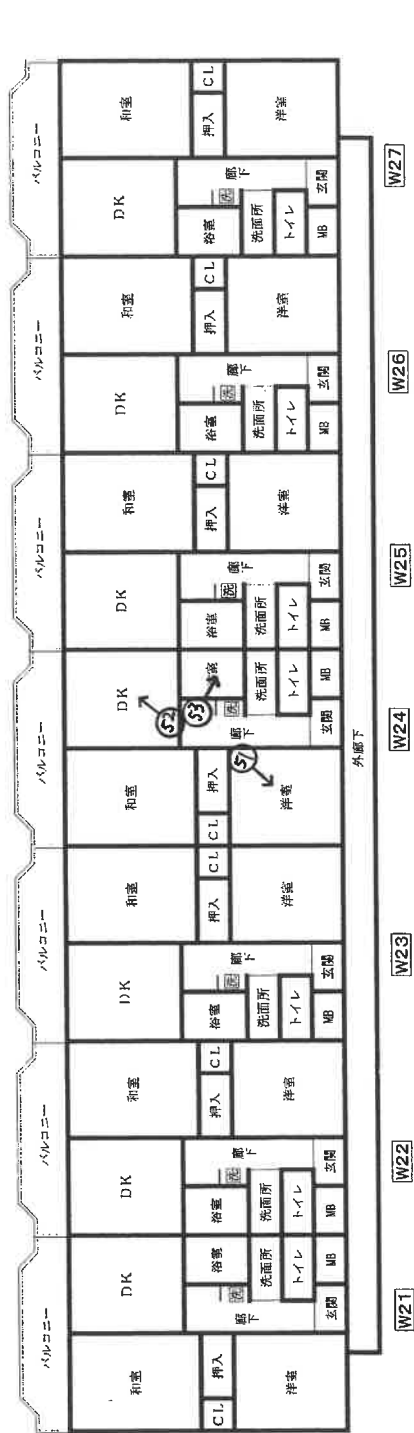 バルコニー
和室
押入
CL
洋室
DK
浴室
洗
廊下
洗面所
トイレ
玄関
MB
W21
バルコニー
DK
浴室
洗
廊下
洗面所
トイレ
MB
玄関
和室
押入
CL
洋室
W22
バルコニー
DK
浴室
洗
廊下
洗面所
トイレ
MB
玄関
和室
押入
CL
洋室
W23
バルコニー
和室
CL
押入
洋室
51
DK
52
53
浴室
洗
廊下
洗面所
トイレ
玄関
MB
W24
外廊下
バルコニー
DK
浴室
洗
廊下
洗面所
トイレ
MB
玄関
和室
押入
CL
洋室
W25
バルコニー
DK
浴室
洗
廊下
洗面所
トイレ
MB
玄関
和室
押入
CL
洋室
W26
バルコニー
DK
浴室
洗
廊下
洗面所
トイレ
MB
玄関
和室
押入
CL
洋室
W27